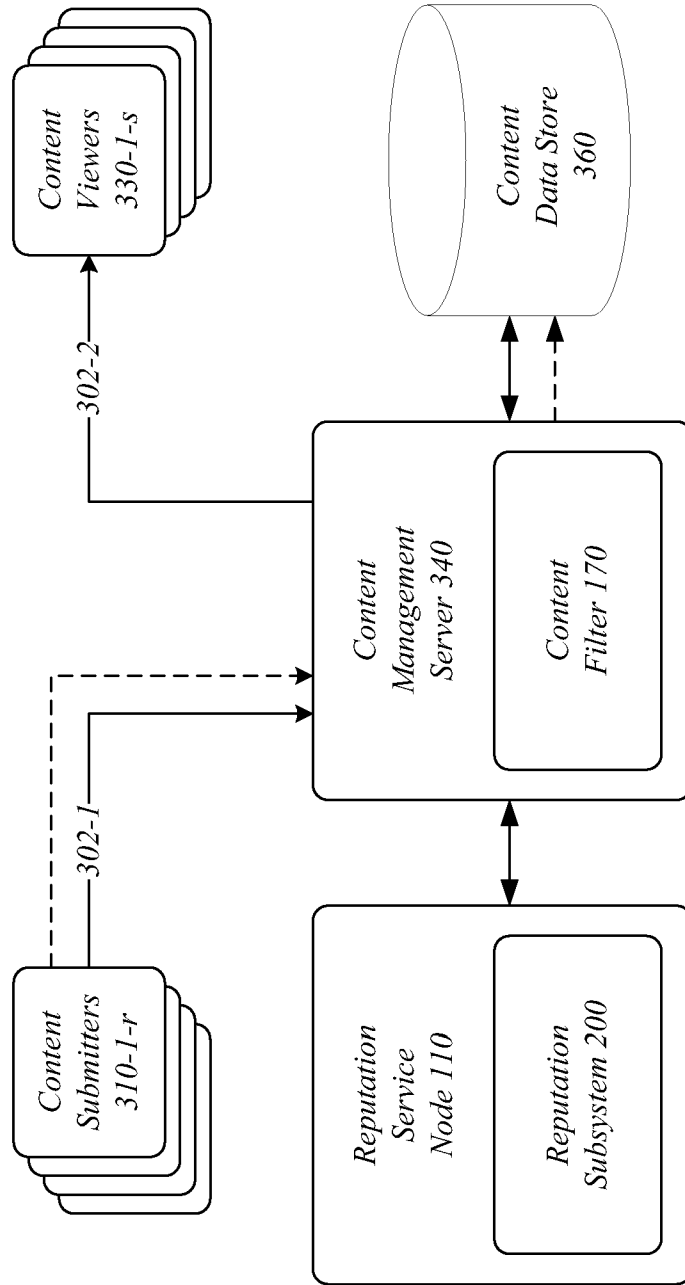 Content
Submitters
310-1-r
302-1
302-2
Content
Viewers
330-1-s
Reputation
Service
Node 110
Reputation
Subsystem 200
Content
Management
Server 340
Content
Filter 170
Content
Data Store
360